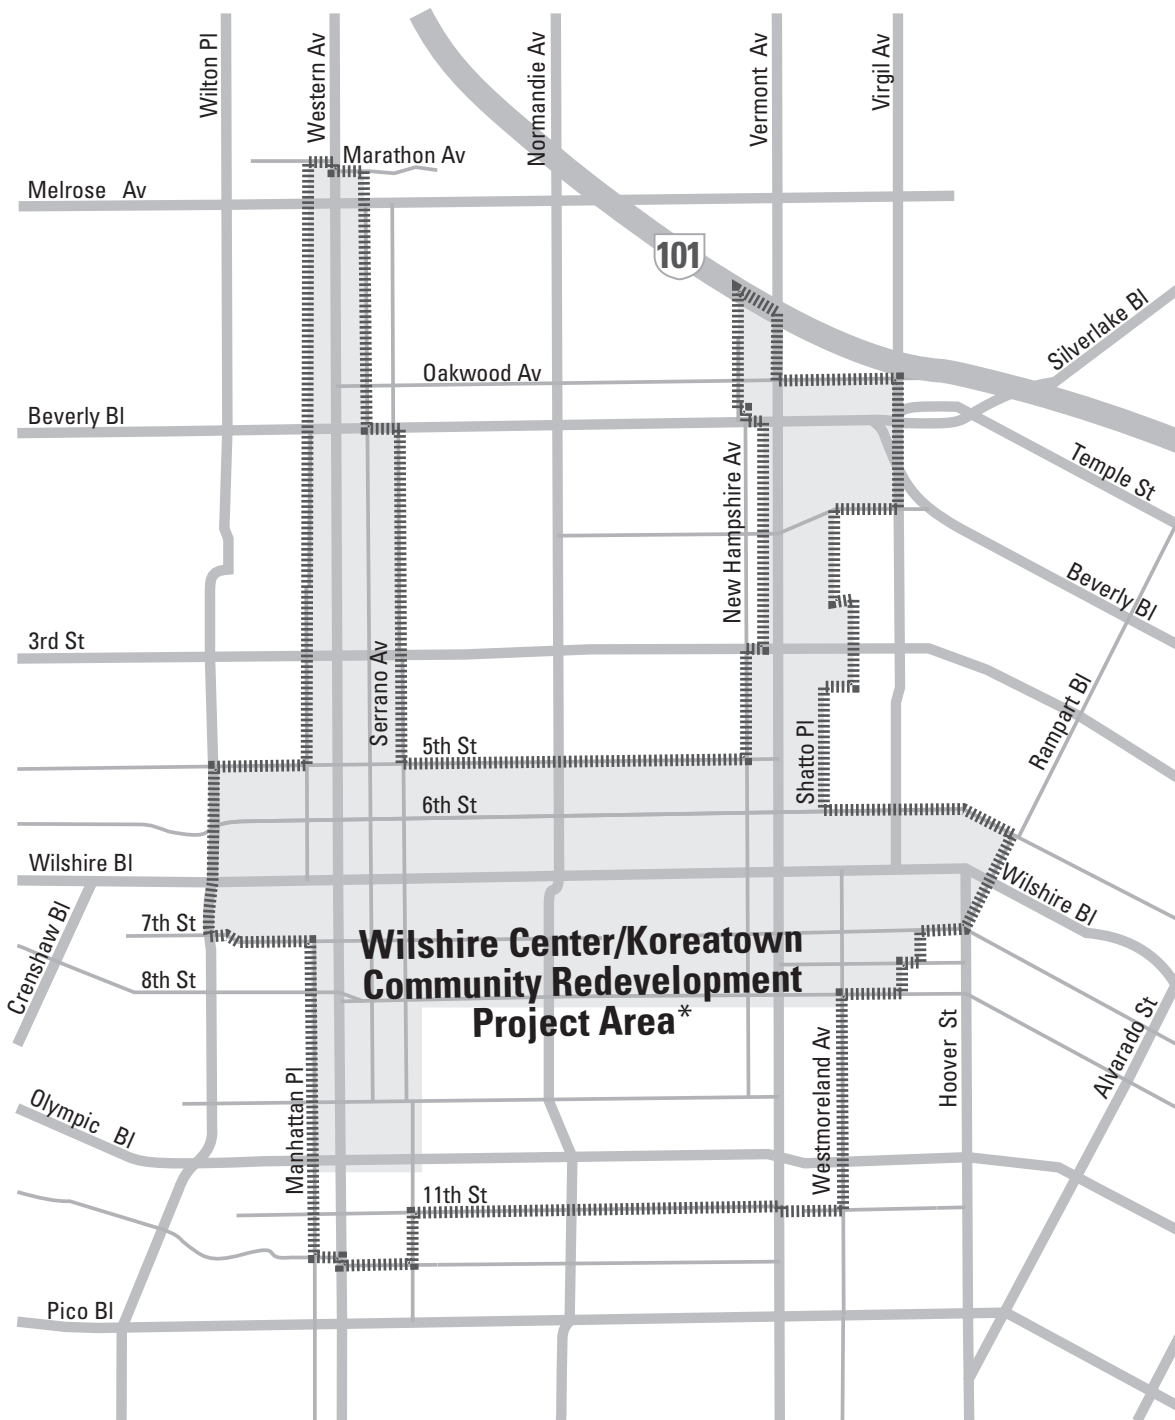 Wilton Pl
Western Av
Normandie Av
Vermont Av
Virgil Av
Marathon Av
Melrose Av
101
Silverlake Bl
Oakwood Av
Beverly Bl
New Hampshire Av
Temple St
Beverly Bl
3rd St
Serrano Av
Rampart Bl
5th St
Shatto Pl
6th St
Wilshire Bl
Wilshire Bl
Crenshaw Bl
7th St
Wilshire Center/Koreatown
Community Redevelopment
Project Area*
8th St
Westmoreland Av
Hoover St
Alvarado St
Olympic Bl
Manhattan Pl
11th St
Pico Bl